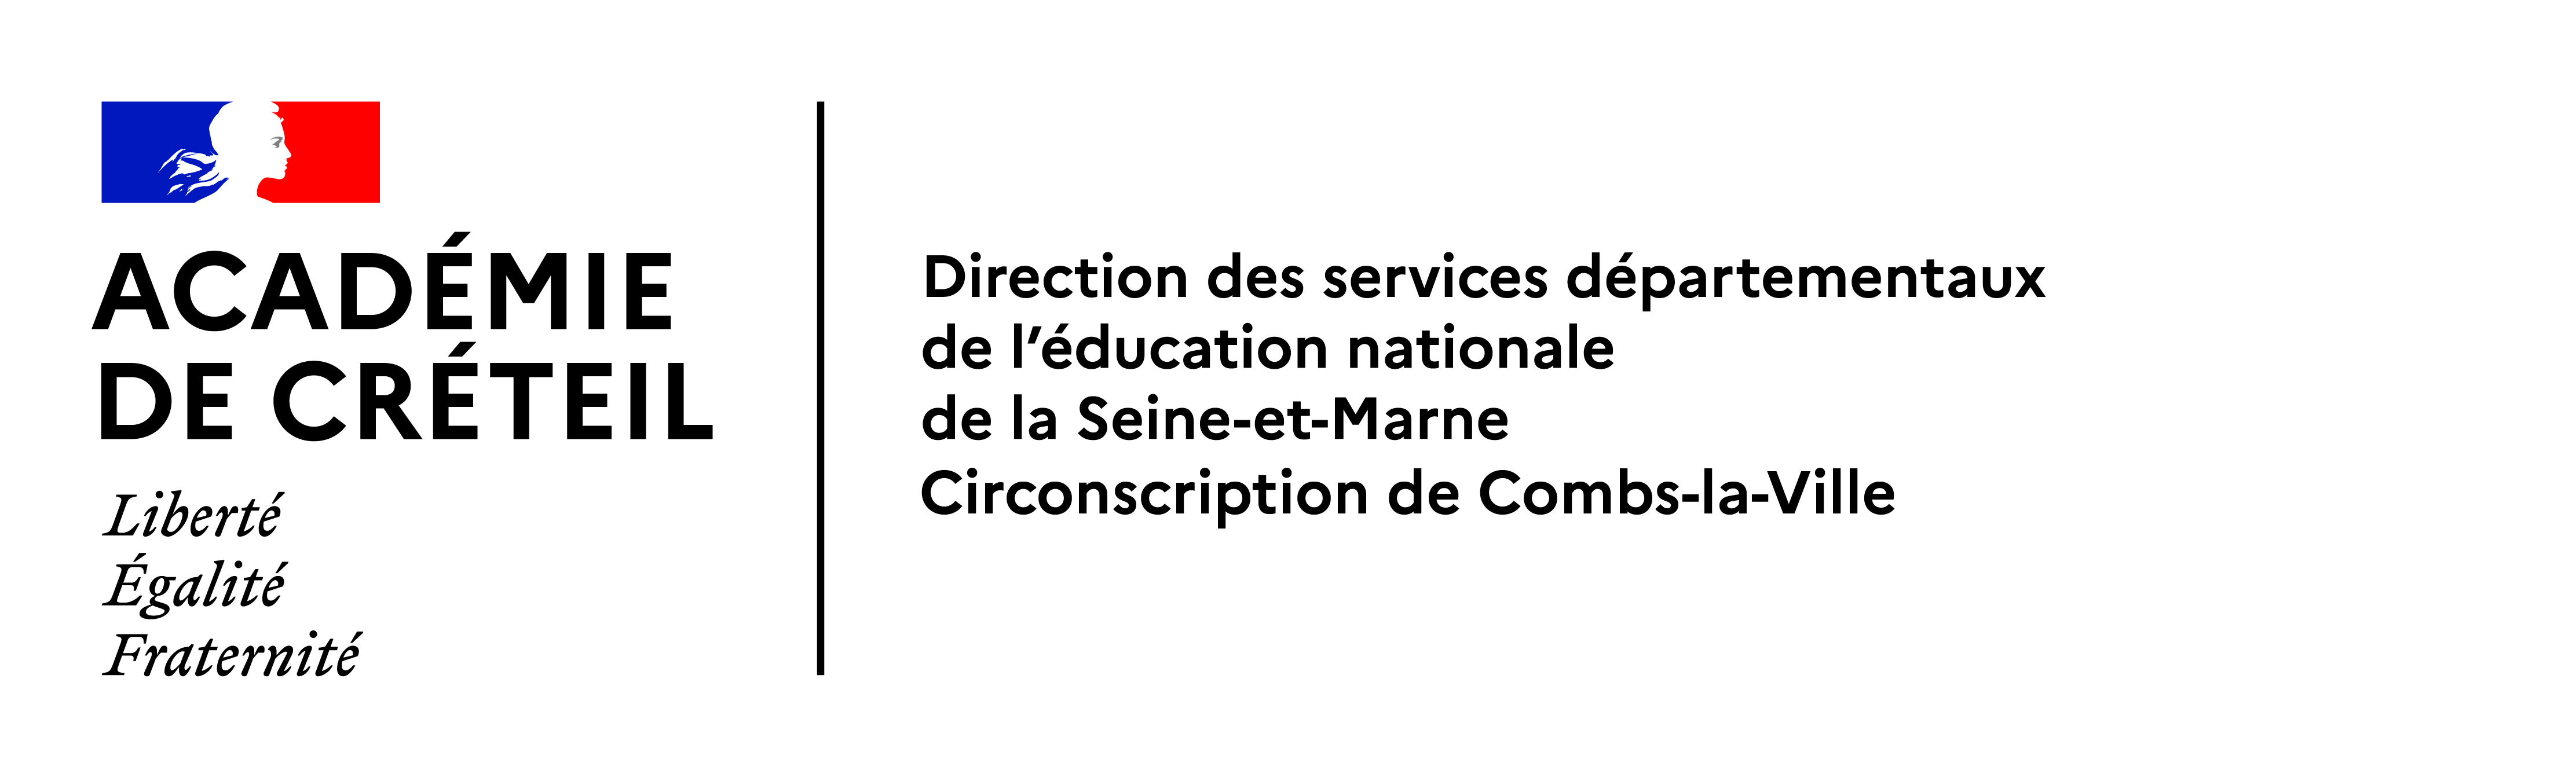 ACADÉMIE
DE CRÉTEIL
Liberté
Égalité
Fraternité
Direction des services départementaux
de l’éducation nationale
de la Seine-et-Marne
Circonscription de Combs-la-Ville